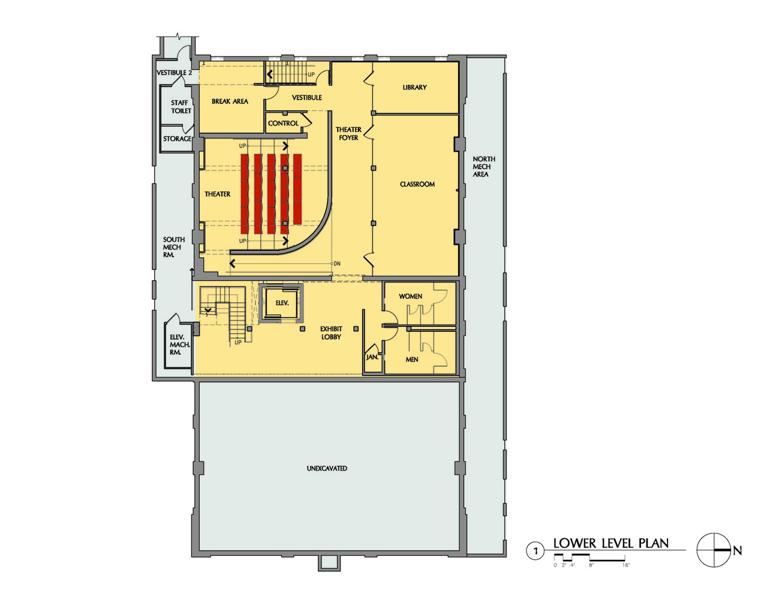 VESTIBULE 2
UP
BREAK AREA
VESTIBULE
LIBRARY
STAFF
TOILET
CONTROL
STORAGE
THEATER
FOYER
UP
NORTH
MECH
AREA
THEATER
CLASSROOM
SOUTH
MECH
RM.
UP
DN
ELEV.
WOMEN
ELEV.
MACH.
RM.
UP
EXHIBIT
LOBBY
JAN.
MEN
UNEXCAVATED
1
LOWER LEVEL PLAN
N
0 2' 4' 8' 16'